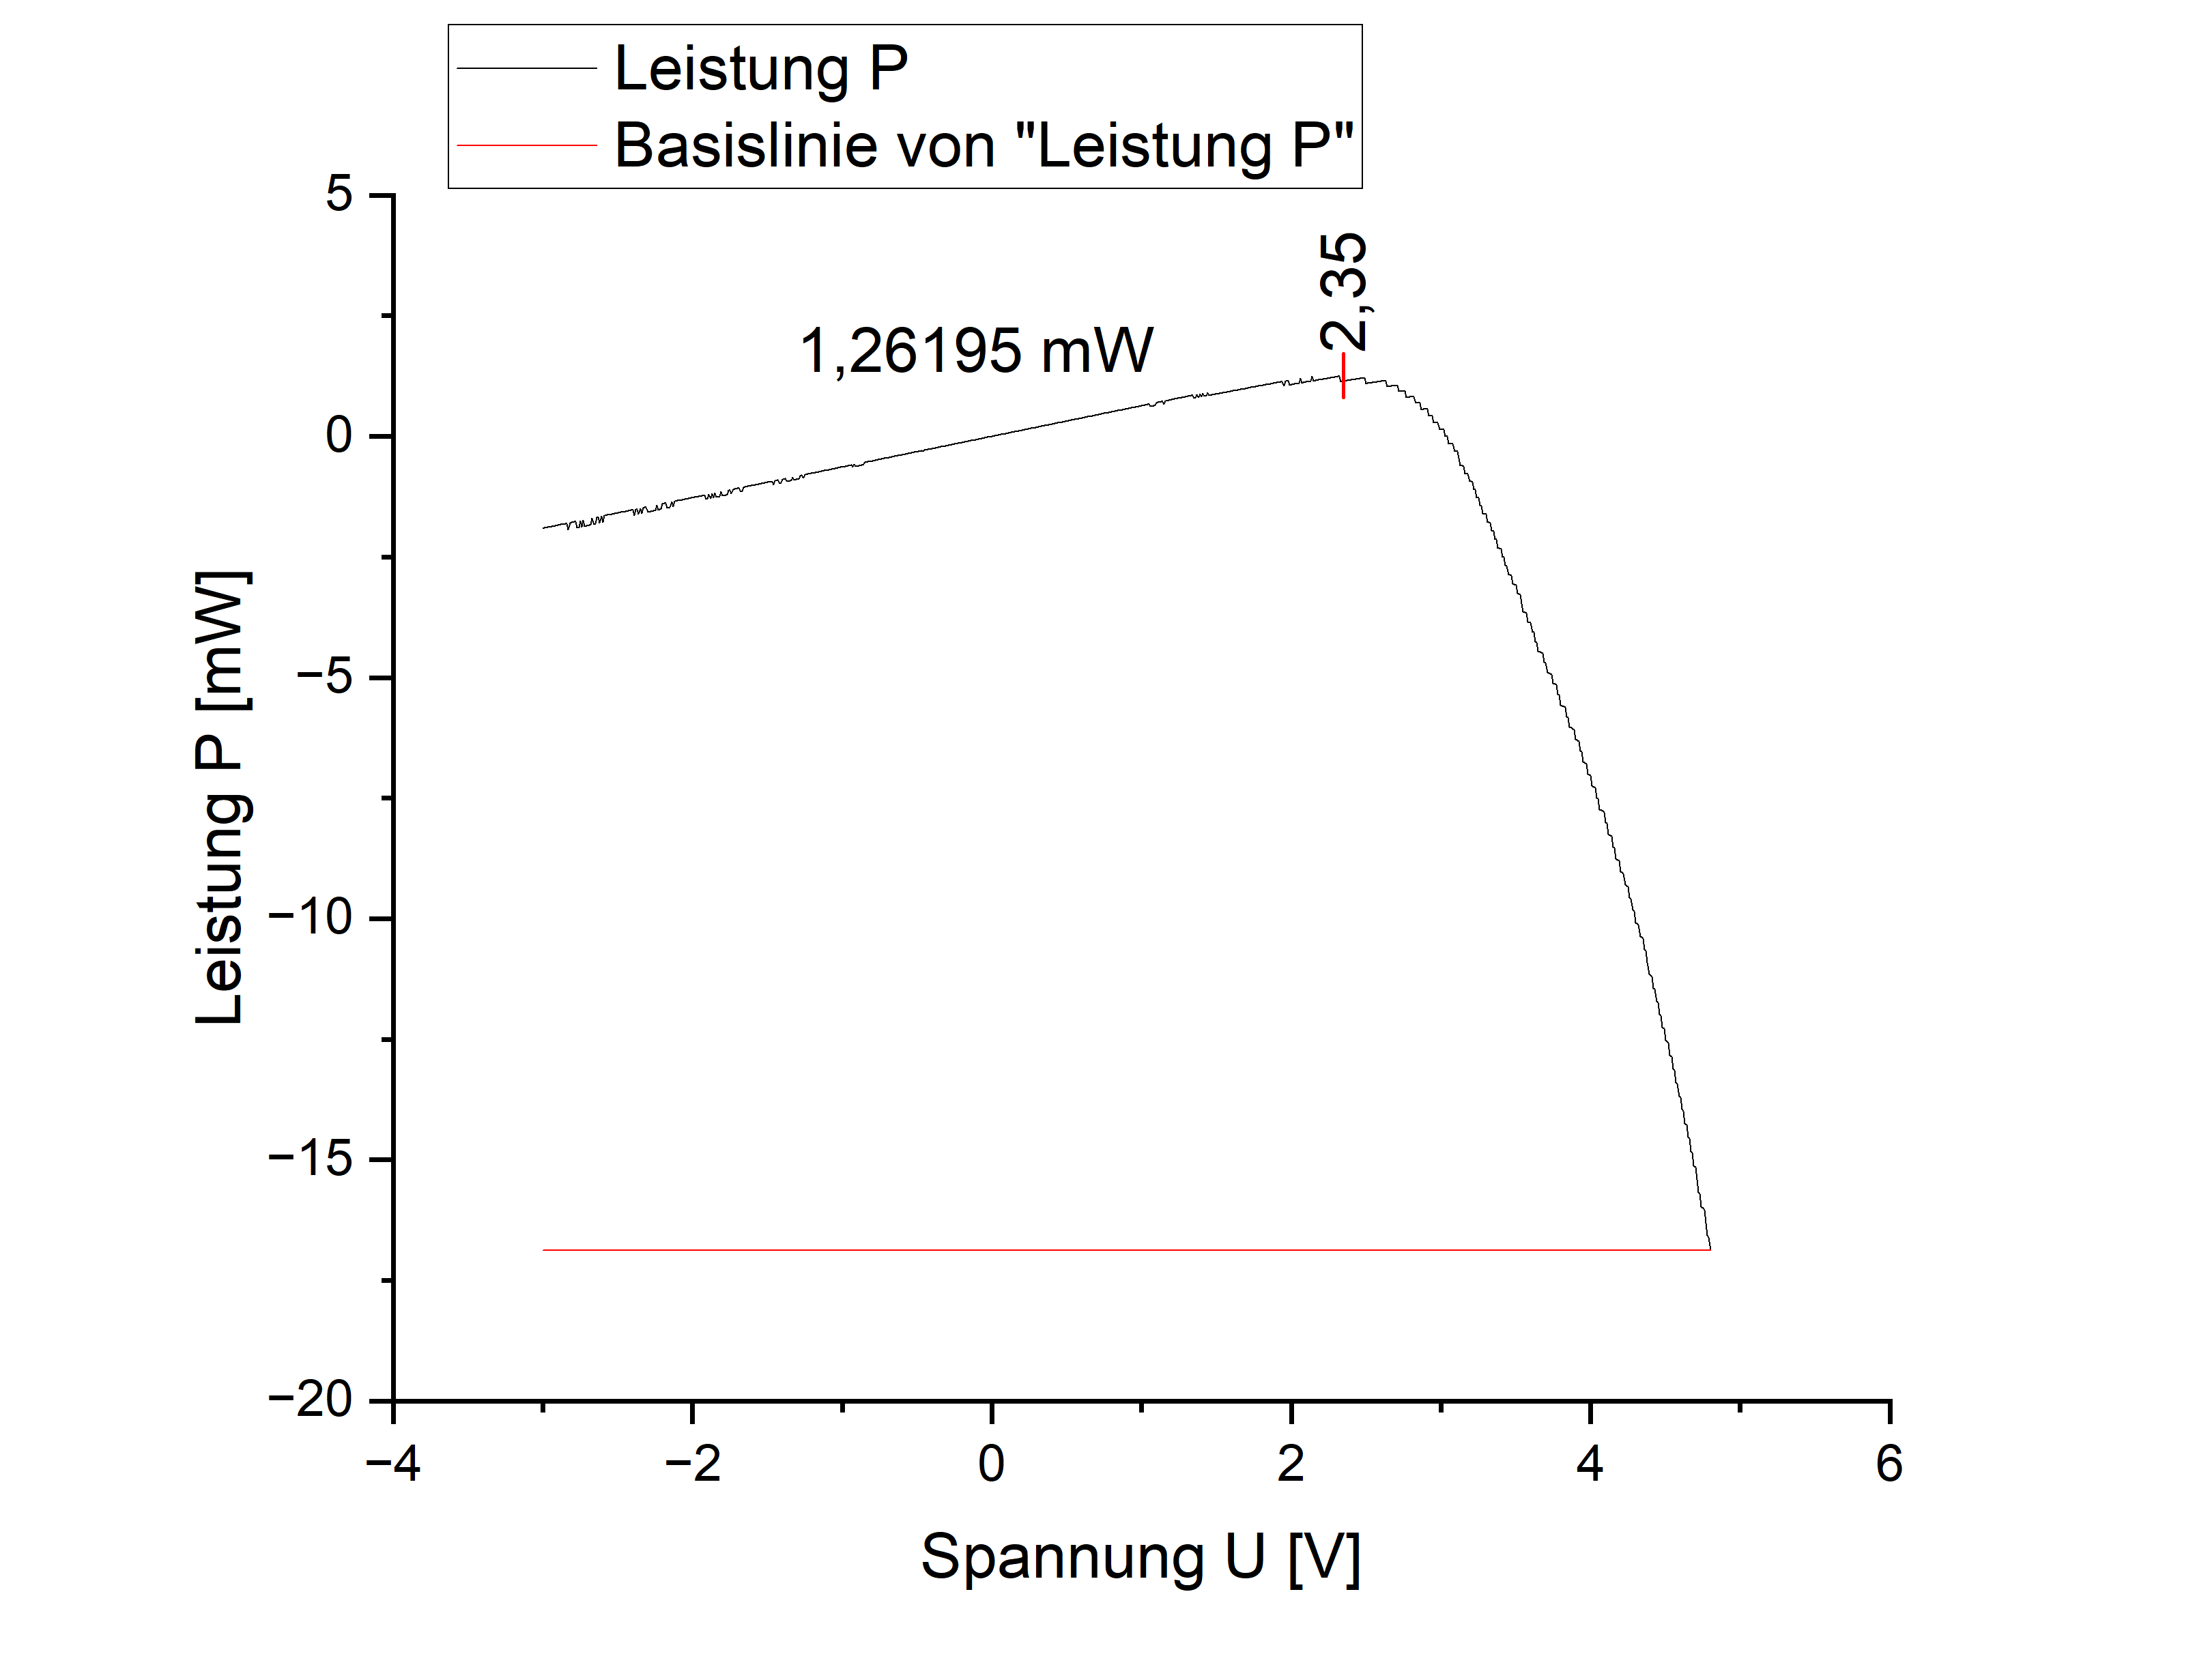 Leistung P
Basislinie von "Leistung P"
5
0
−5
−10
−15
−20
Leistung P [mW]
1,26195 mW
2,35
−4
−2
0
2
4
6
Spannung U [V]